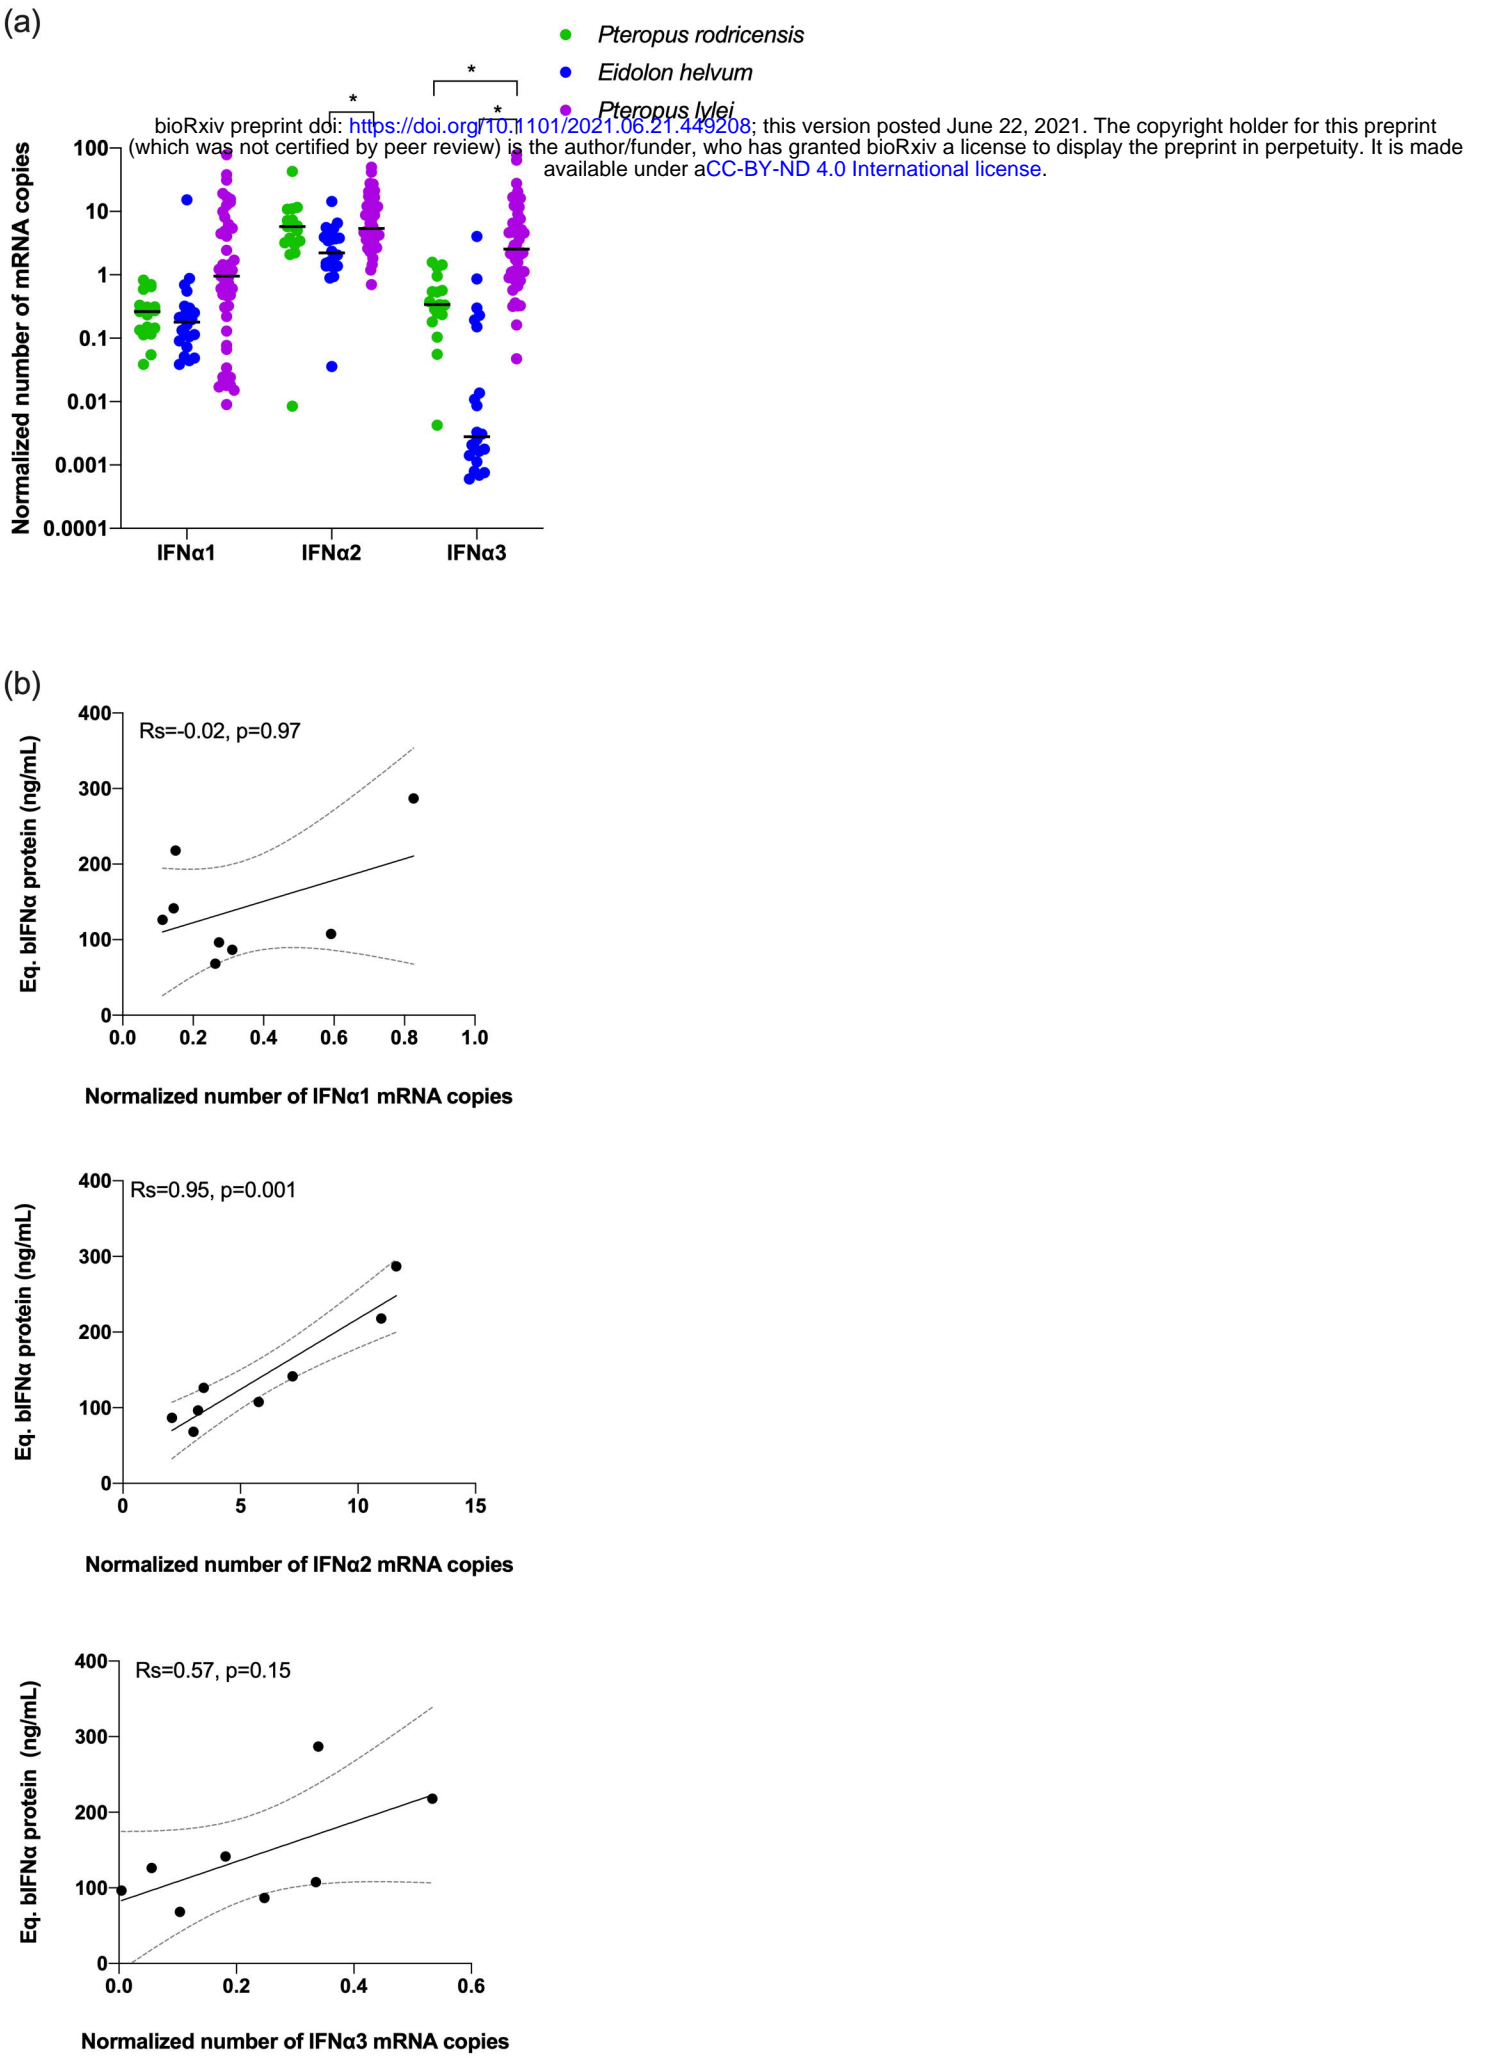 (a)
Pteropus rodricensis
Eidolon helvum
Pteropus lylei
*
*
*
bioRxiv preprint doi: https://doi.org/10.1101/2021.06.21.449208; this version posted June 22, 2021. The copyright holder for this preprint
(which was not certified by peer review) is the author/funder, who has granted bioRxiv a license to display the preprint in perpetuity. It is made
available under aCC-BY-ND 4.0 International license.
Normalized number of mRNA copies
100
10
1
0.1
0.01
0.001
0.0001
IFNα1 IFNα2 IFNα3
(b)
Eq. bIFNα protein (ng/mL)
400
300
200
100
0
Rs=-0.02, p=0.97
0.0 0.2 0.4 0.6 0.8 1.0
Normalized number of IFNα1 mRNA copies
Eq. bIFNα protein (ng/mL)
400
300
200
100
0
Rs=0.95, p=0.001
0 5 10 15
Normalized number of IFNα2 mRNA copies
Eq. bIFNα protein (ng/mL)
400
300
200
100
0
Rs=0.57, p=0.15
0.0 0.2 0.4 0.6
Normalized number of IFNα3 mRNA copies